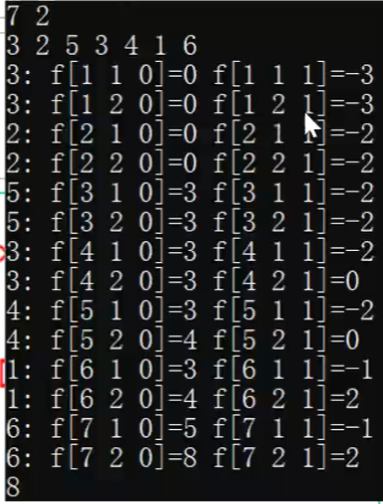 7 2
3 2 5 3 4 1 6
3: f[1 1 0]=0 f[1 1 1]=-3
3: f[1 2 0]=0 f[1 2 1]=-3
2: f[2 1 0]=0 f[2 1 1]=-2
2: f[2 2 0]=0 f[2 2 1]=-2
5: f[3 1 0]=3 f[3 1 1]=-2
5: f[3 2 0]=3 f[3 2 1]=-2
3: f[4 1 0]=3 f[4 1 1]=-2
3: f[4 2 0]=3 f[4 2 1]=0
4: f[5 1 0]=3 f[5 1 1]=-2
4: f[5 2 0]=4 f[5 2 1]=0
1: f[6 1 0]=3 f[6 1 1]=-1
1: f[6 2 0]=4 f[6 2 1]=2
6: f[7 1 0]=5 f[7 1 1]=-1
6: f[7 2 0]=8 f[7 2 1]=2
8